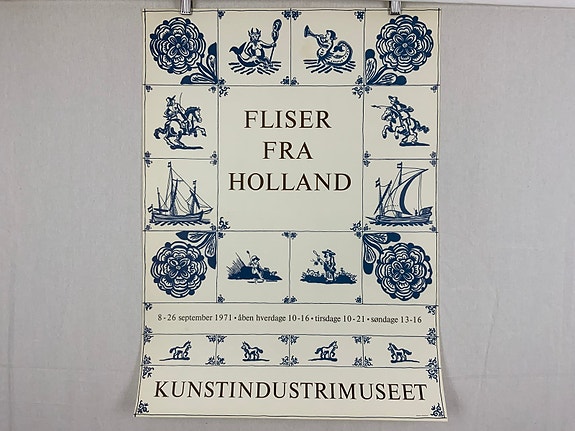 FLISER
FRA
HOLLAND
8-26 september 1971 • åben hverdage 10-16 • tirsdage 10-21 • søndage 13-16
KUNSTINDUSTRIMUSEET